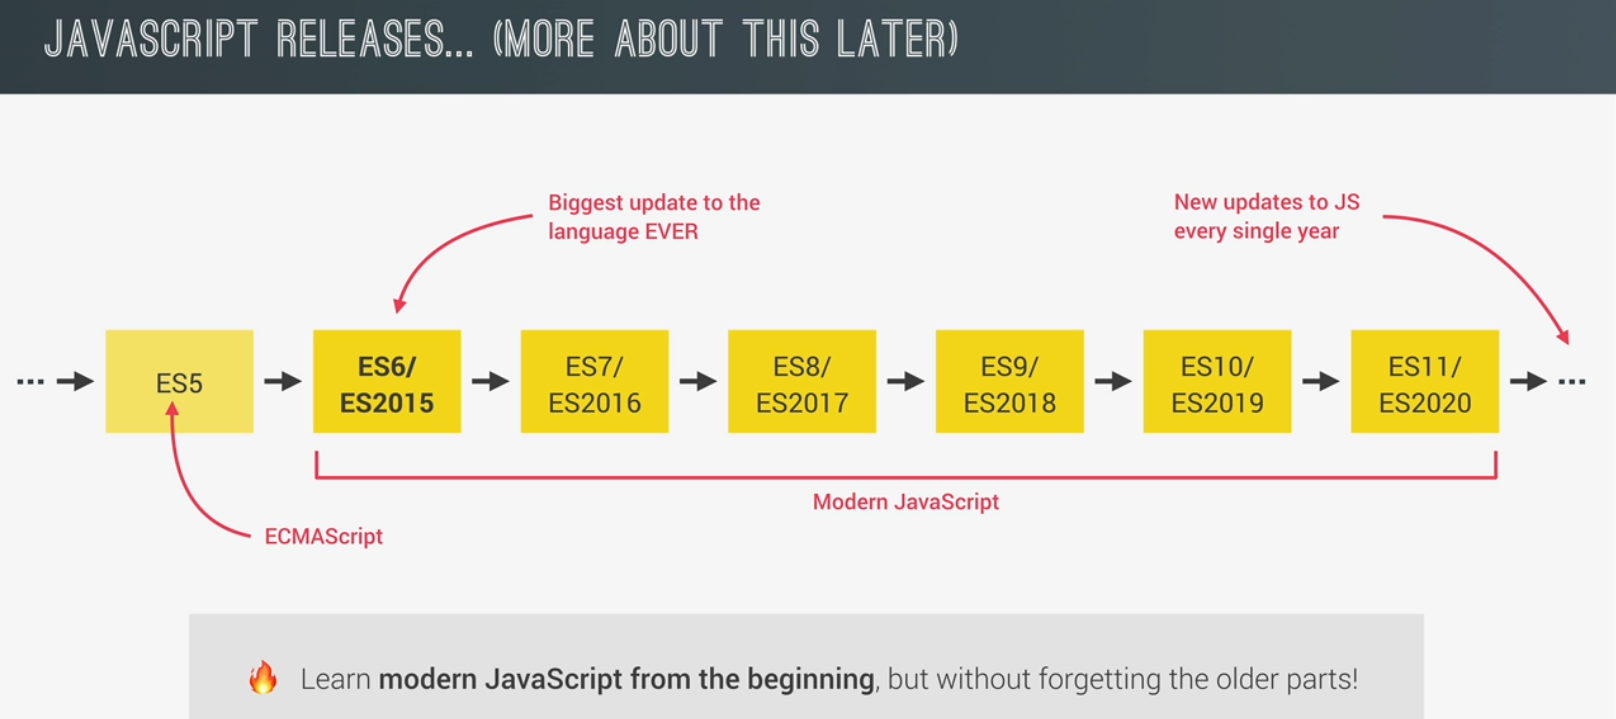 JAVASCRIPT RELEASES... (MORE ABOUT THIS LATER)
Biggest update to the
language EVER
New updates to JS
every single year
...
ES5
ES6/
ES2015
ES7/
ES2016
ES8/
ES2017
ES9/
ES2018
ES10/
ES2019
ES11/
ES2020
...
Modern JavaScript
ECMAScript
🔥 Learn modern JavaScript from the beginning, but without forgetting the older parts!